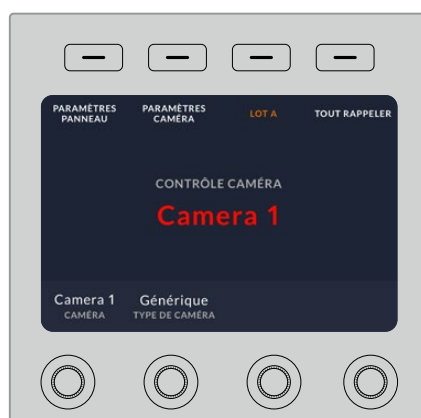 PARAMÈTRES
PANNEAU
PARAMÈTRES
CAMÉRA
LOT A
TOUT RAPPELER
CONTRÔLE CAMÉRA
Camera 1
Camera 1
CAMÉRA
Générique
TYPE DE CAMÉRA